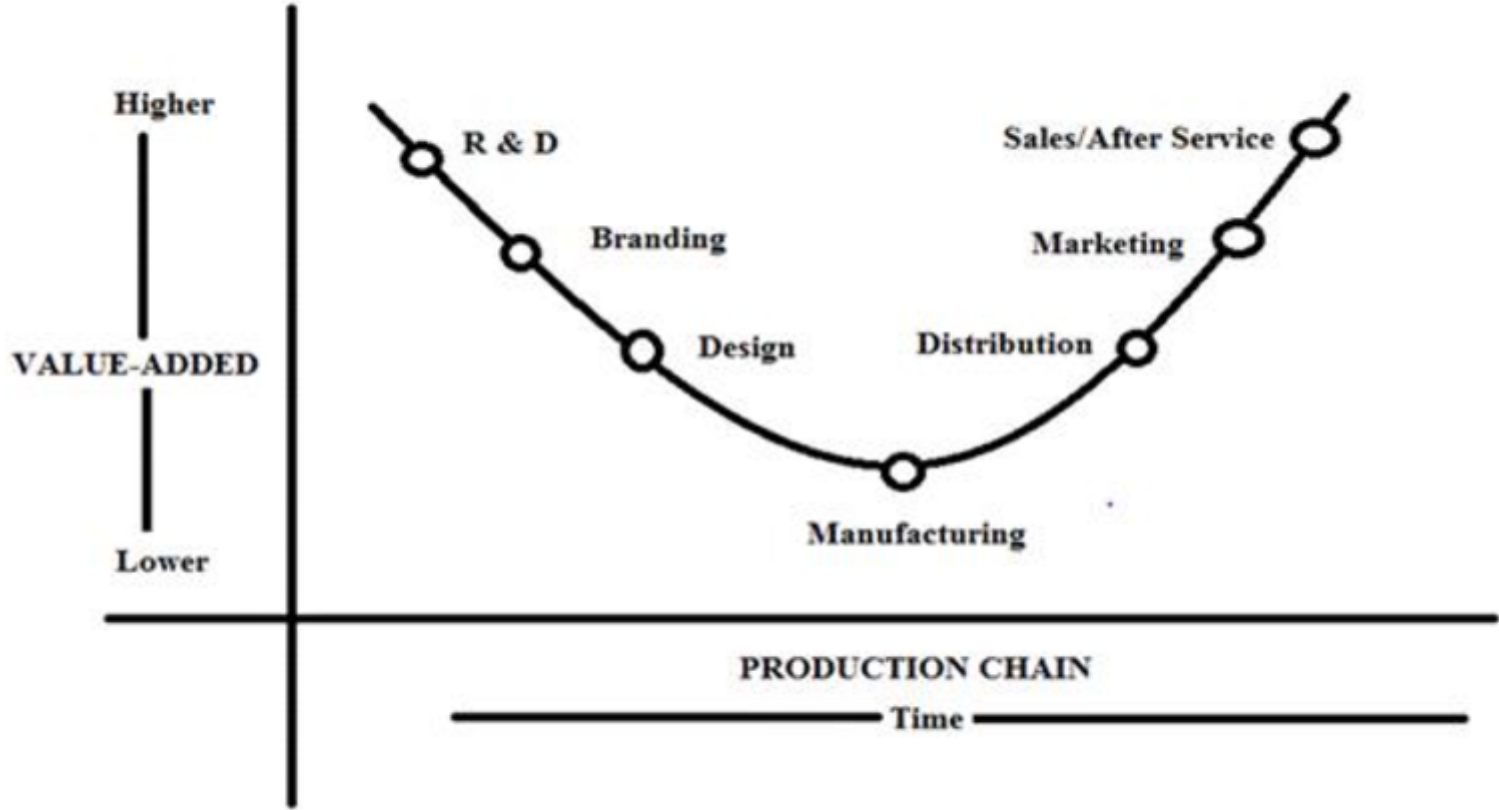 Higher
R & D
Sales/After Service
Branding
Marketing
VALUE-ADDED
Design
Distribution
Manufacturing
Lower
PRODUCTION CHAIN
Time